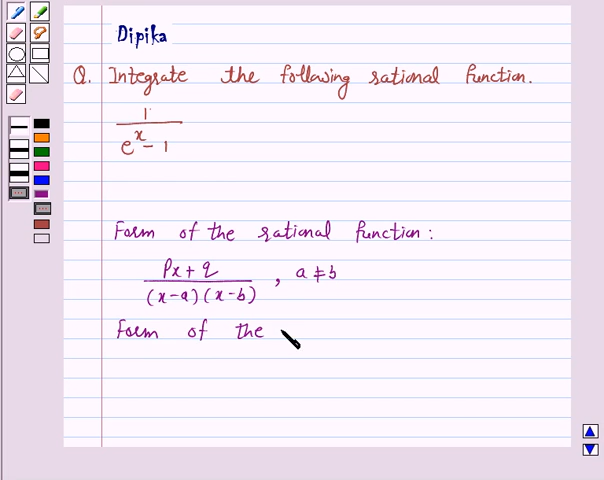 Dipika
Q. Integrate the following rational function.
1
e^x - 1
Form of the rational function :
px + q
(x-a)(x-b) , a ≠ b
Form of the